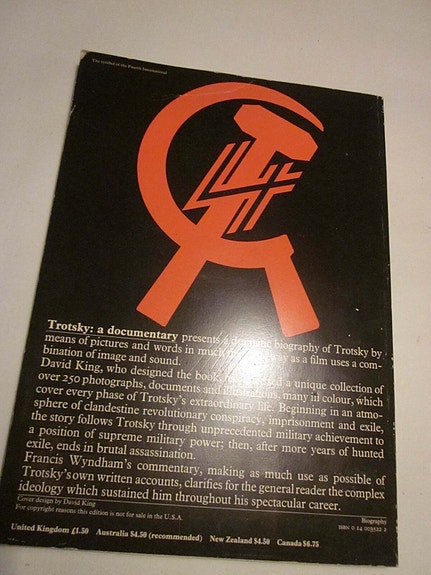 The symbol of the Fourth International
4
Trotsky: a documentary presents a dramatic biography of Trotsky by
means of pictures and words in much way as a film uses a com-
bination of image and sound.
David King, who designed the book, a unique collection of
over 250 photographs, documents and illustrations, many in colour, which
cover every phase of Trotsky's extraordinary life. Beginning in an atmo-
sphere of clandestine revolutionary conspiracy, imprisonment and exile,
the story follows Trotsky through unprecedented military achievement to
a position of supreme military power; then, after more years of hunted
exile, ends in brutal assassination.
Francis Wyndham's commentary, making as much use as possible of
Trotsky's own written accounts, clarifies for the general reader the complex
ideology which sustained him throughout his spectacular career.
Cover design by David King
For copyright reasons this edition is not for sale in the U.S.A.
Biography
ISBN 0 14 003522 2
United Kingdom £1.50 Australia $4.50 (recommended) New Zealand $4.50 Canada $6.75